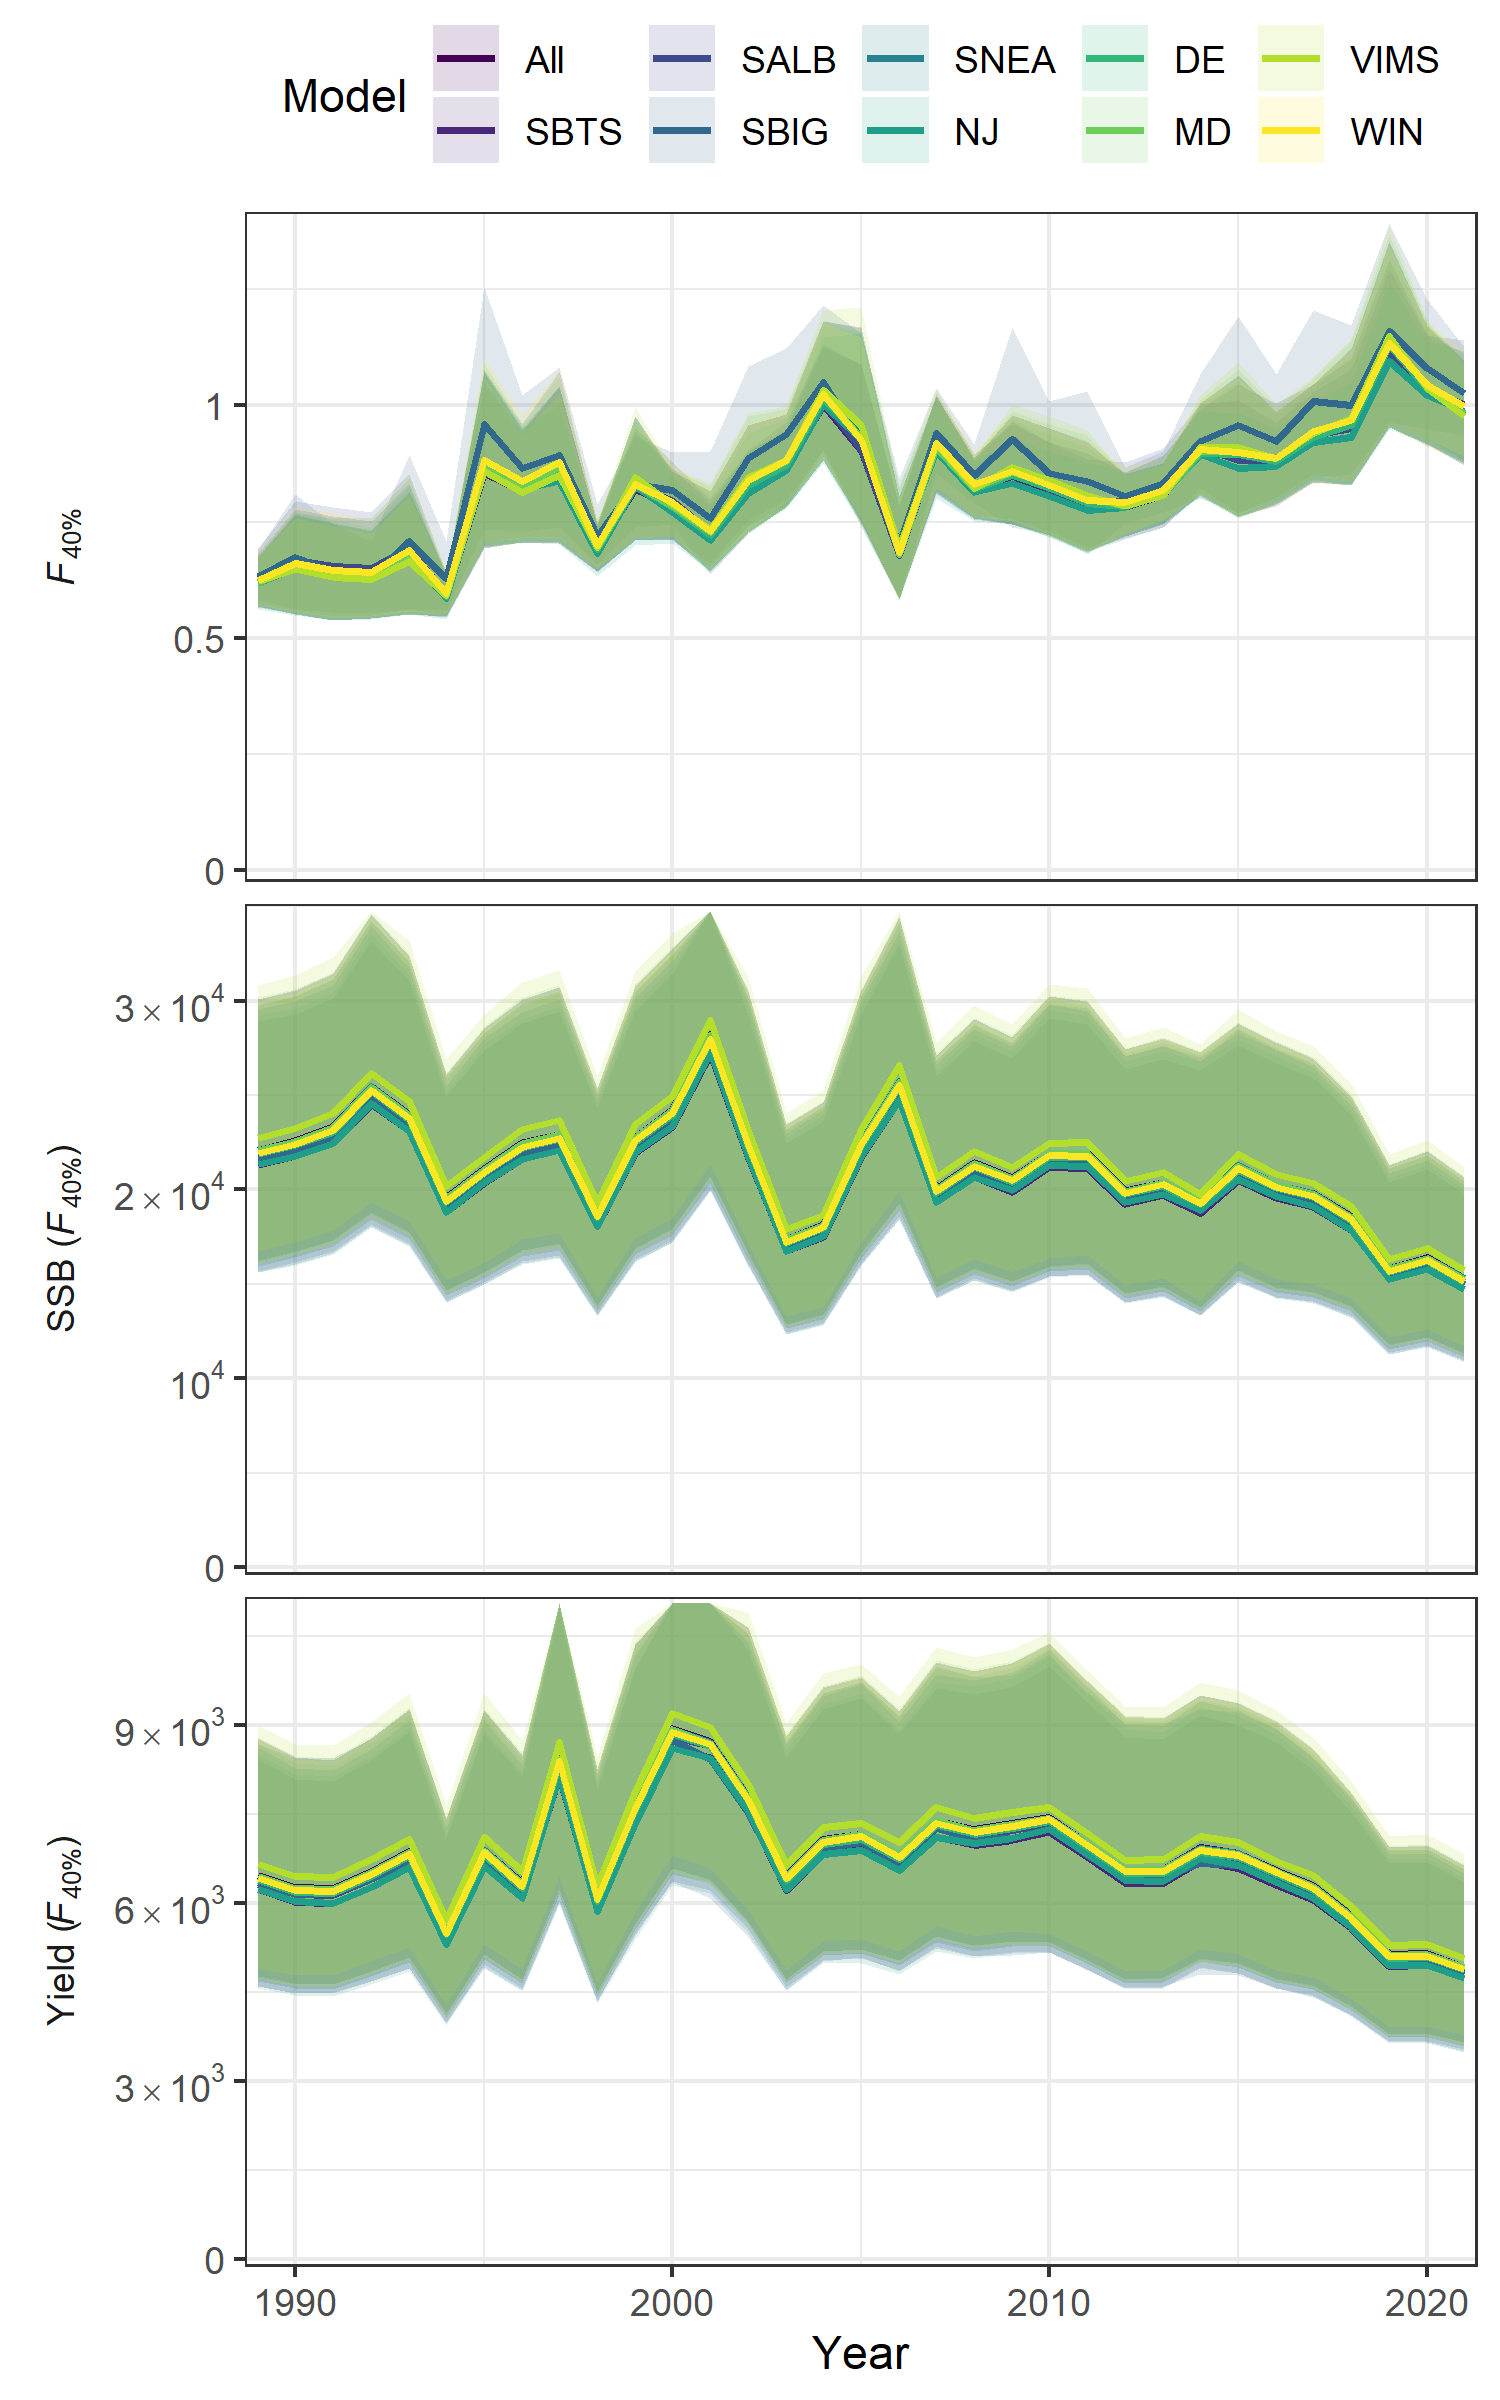 Model
All SALB SNEA DE VIMS
SBTS SBIG NJ MD WIN
F40%
1
0.5
0
SSB (F40%)
3 × 10^4
2 × 10^4
10^4
0
Yield (F40%)
9 × 10^3
6 × 10^3
3 × 10^3
0
1990 2000 2010 2020
Year